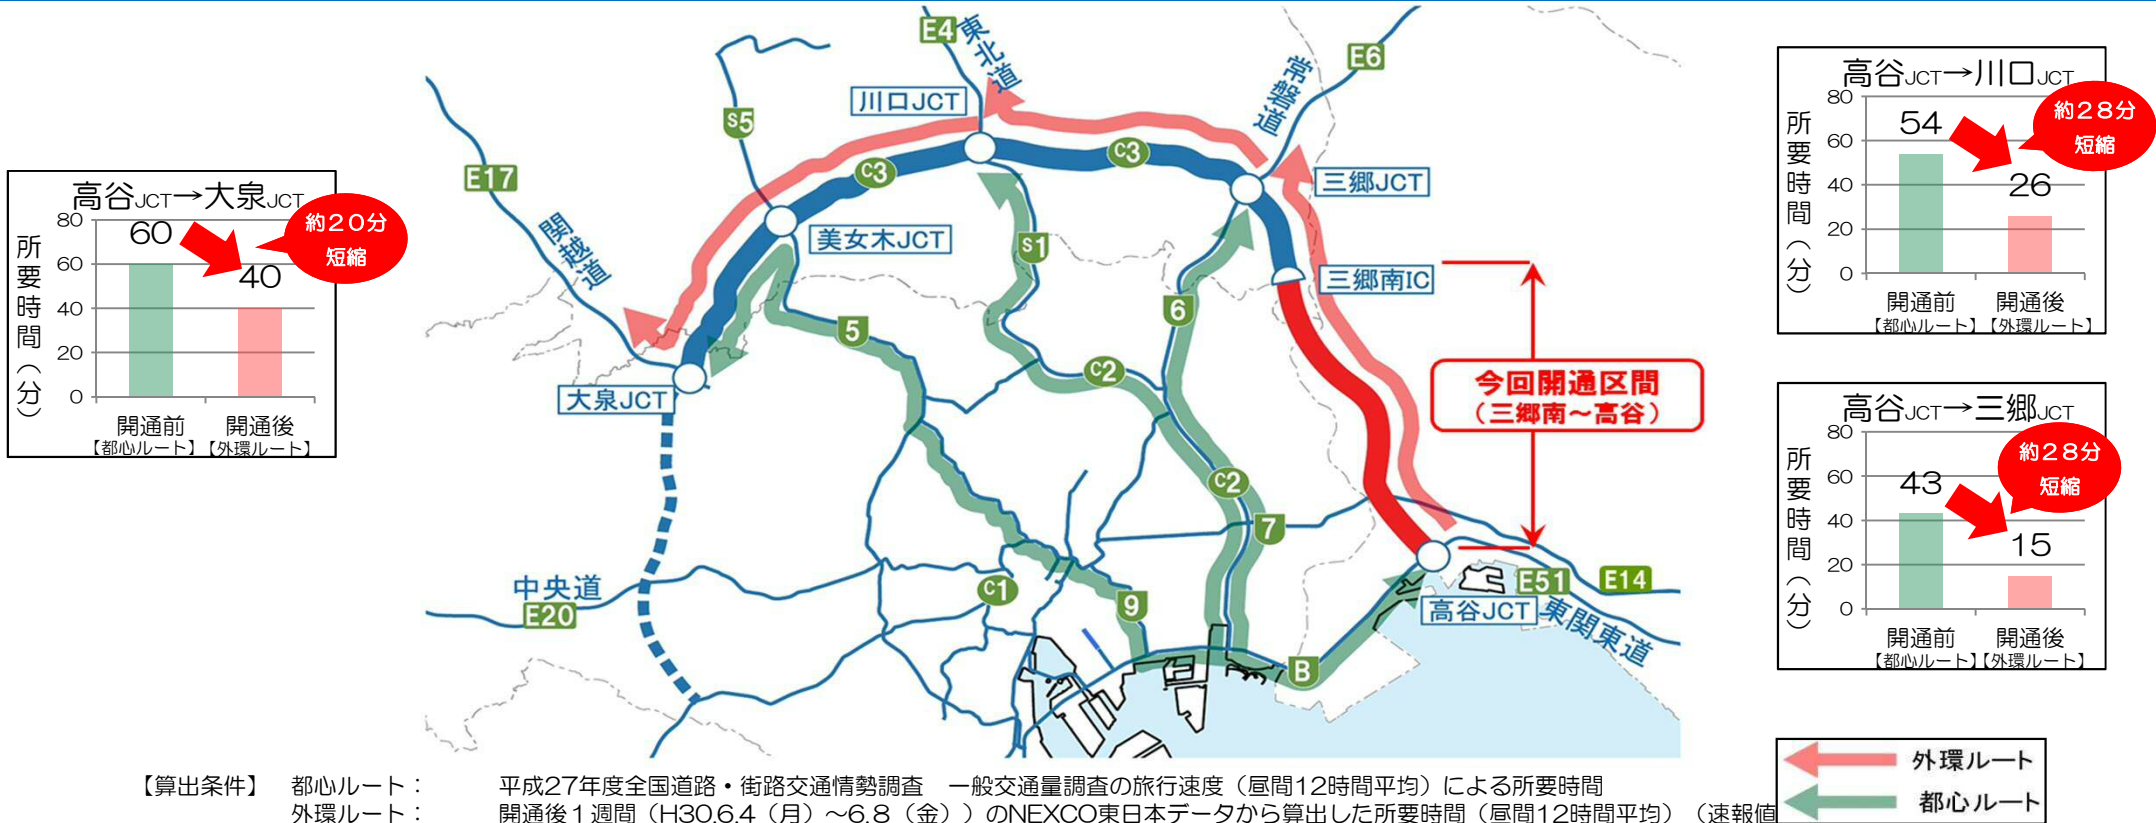 高谷JCT→大泉JCT
所要時間（分）
80
60
40
20
0
60
40
約20分
短縮
開通前
【都心ルート】
開通後
【外環ルート】
E4
東北道
E6
常磐道
川口JCT
S5
C3
C3
E17
関越道
三郷JCT
美女木JCT
S1
三郷南IC
6
5
C2
大泉JCT
今回開通区間
（三郷南～高谷）
C2
7
中央道
E20
C1
9
B
高谷JCT
E51
E14
東関東道
高谷JCT→川口JCT
所要時間（分）
80
60
40
20
0
54
26
約28分
短縮
開通前
【都心ルート】
開通後
【外環ルート】
高谷JCT→三郷JCT
所要時間（分）
80
60
40
20
0
43
15
約28分
短縮
開通前
【都心ルート】
開通後
【外環ルート】
外環ルート
都心ルート
【算出条件】　都心ルート：　平成27年度全国道路・街路交通情勢調査　一般交通量調査の旅行速度（昼間12時間平均）による所要時間
外環ルート：　開通後１週間（H30.6.4（月）～6.8（金））のNEXCO東日本データから算出した所要時間（昼間12時間平均）（速報値